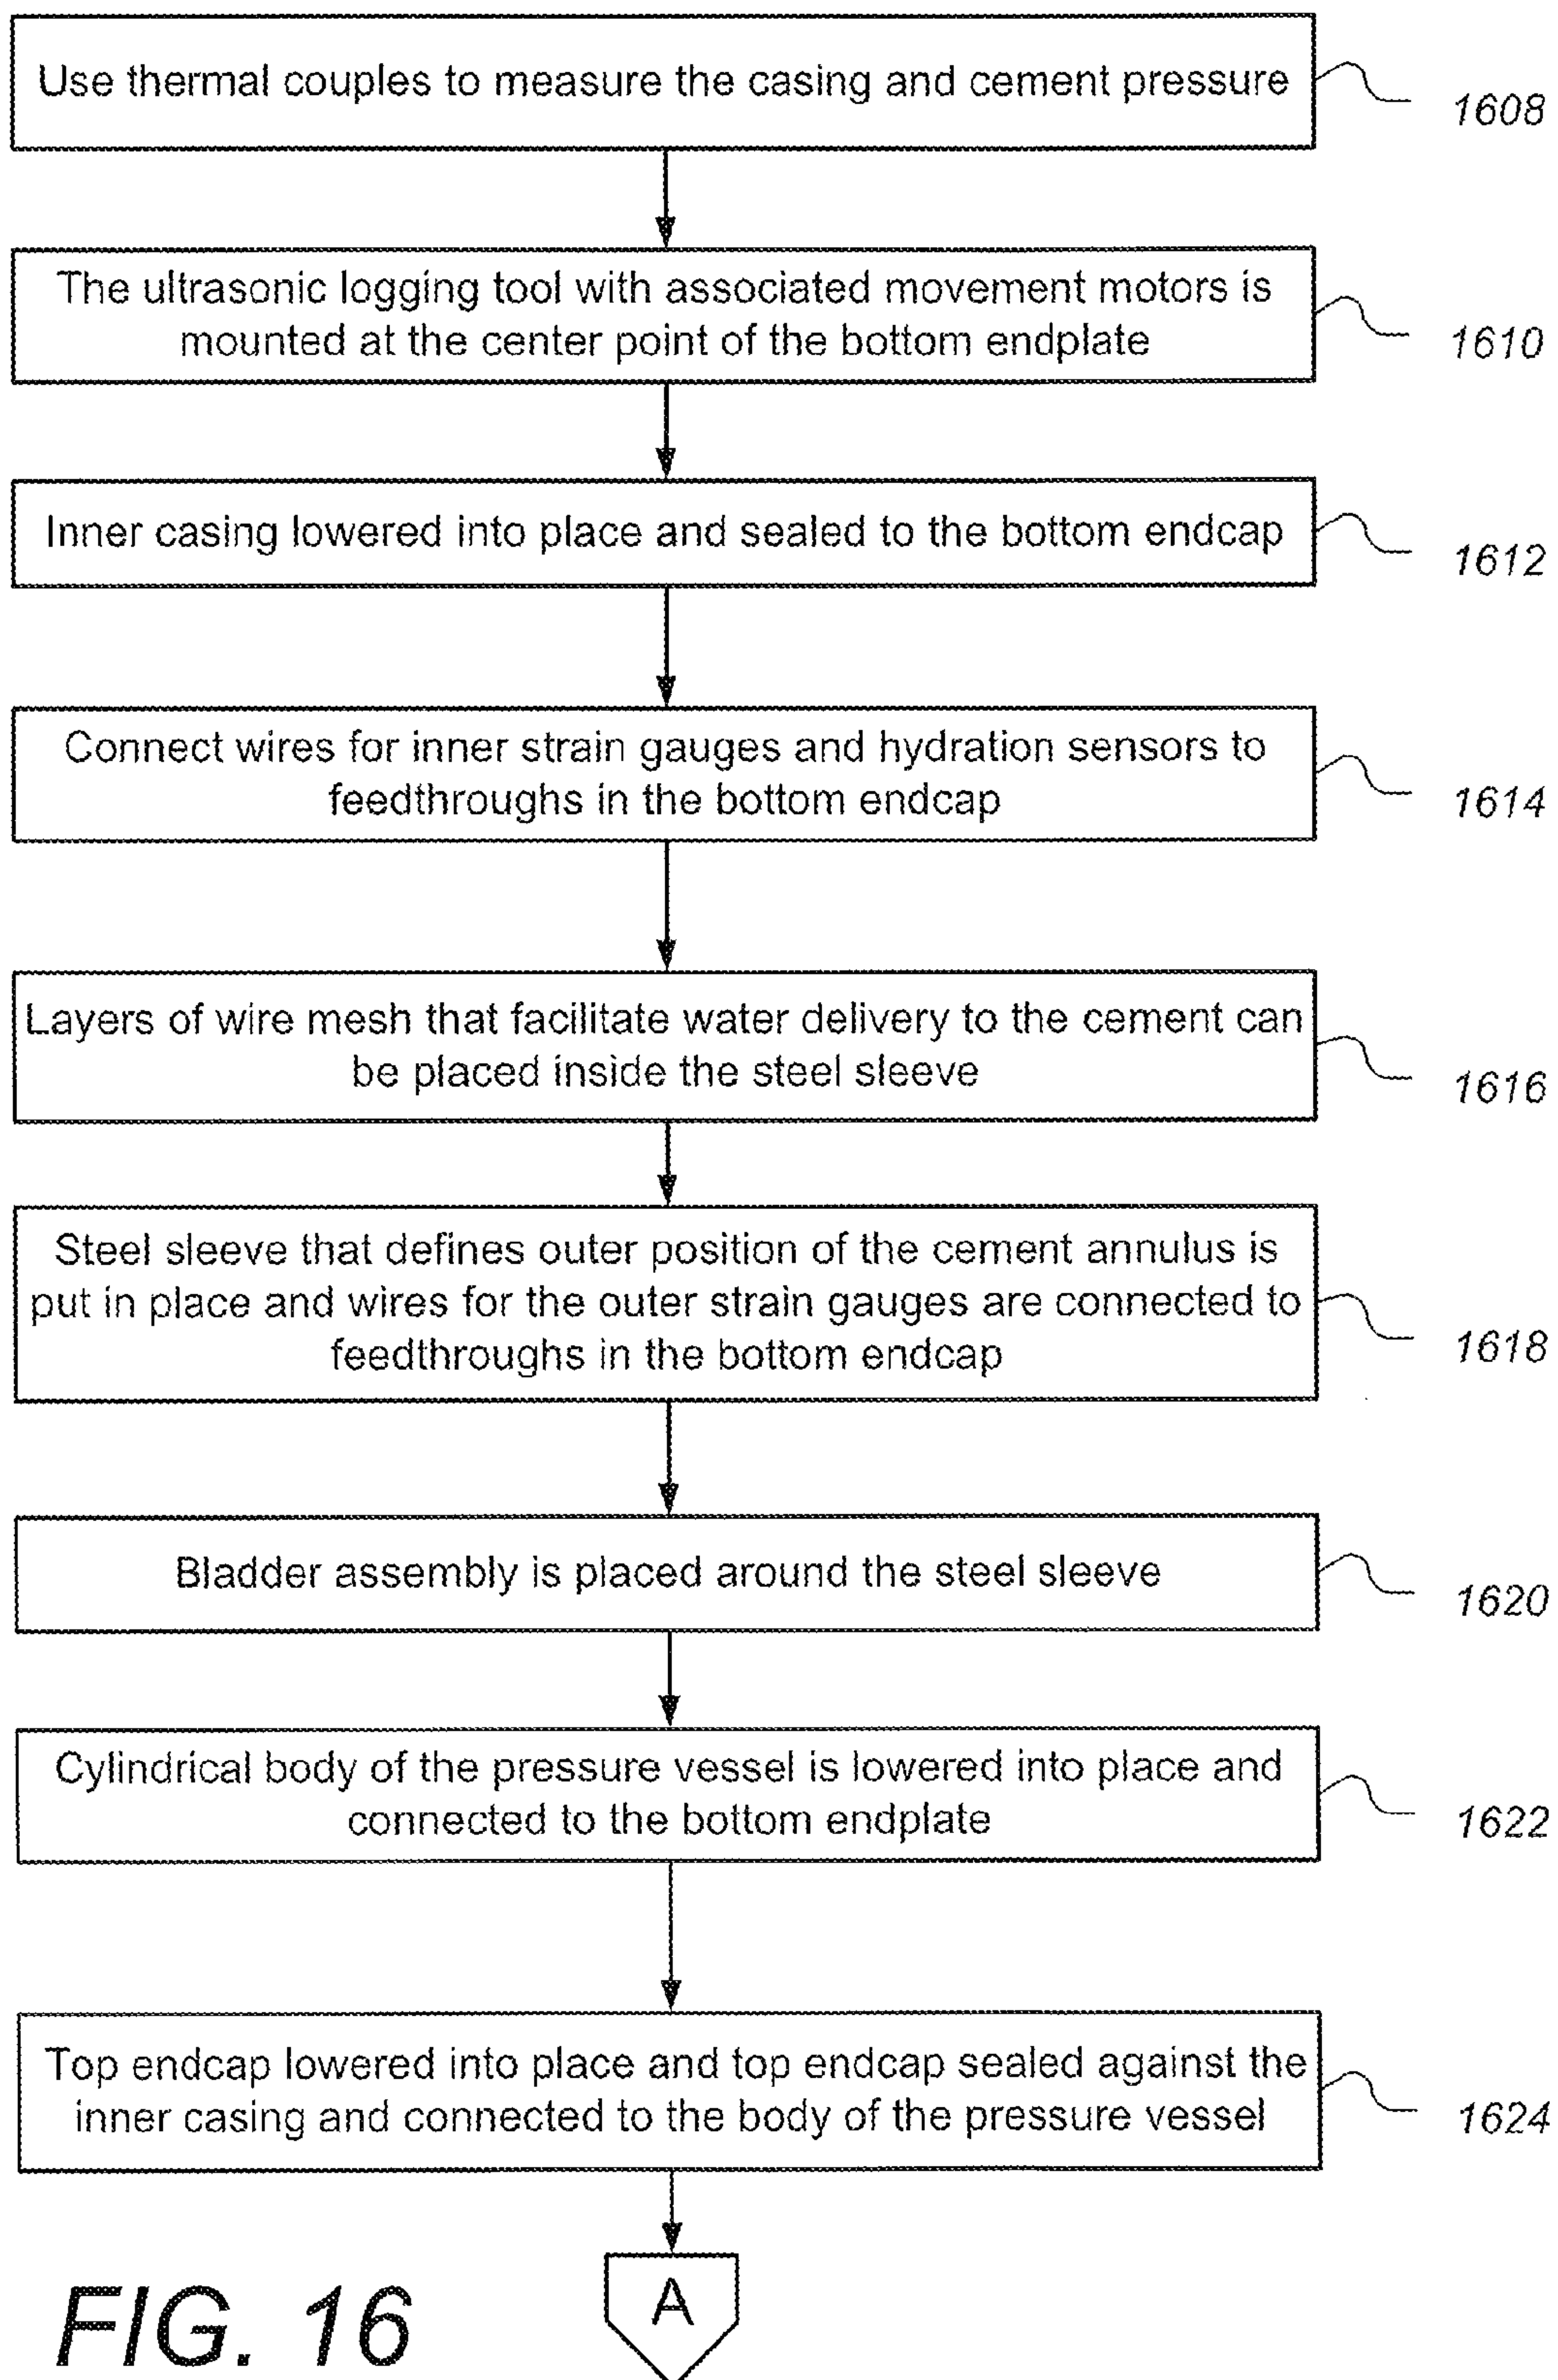 Use thermal couples to measure the casing and cement pressure
1608
The ultrasonic logging tool with associated movement motors is
mounted at the center point of the bottom endplate
1610
Inner casing lowered into place and sealed to the bottom endcap
1612
Connect wires for inner strain gauges and hydration sensors to
feedthroughs in the bottom endcap
1614
Layers of wire mesh that facilitate water delivery to the cement can
be placed inside the steel sleeve
1616
Steel sleeve that defines outer position of the cement annulus is
put in place and wires for the outer strain gauges are connected to
feedthroughs in the bottom endcap
1618
Bladder assembly is placed around the steel sleeve
1620
Cylindrical body of the pressure vessel is lowered into place and
connected to the bottom endplate
1622
Top endcap lowered into place and top endcap sealed against the
inner casing and connected to the body of the pressure vessel
1624
A
FIG. 16